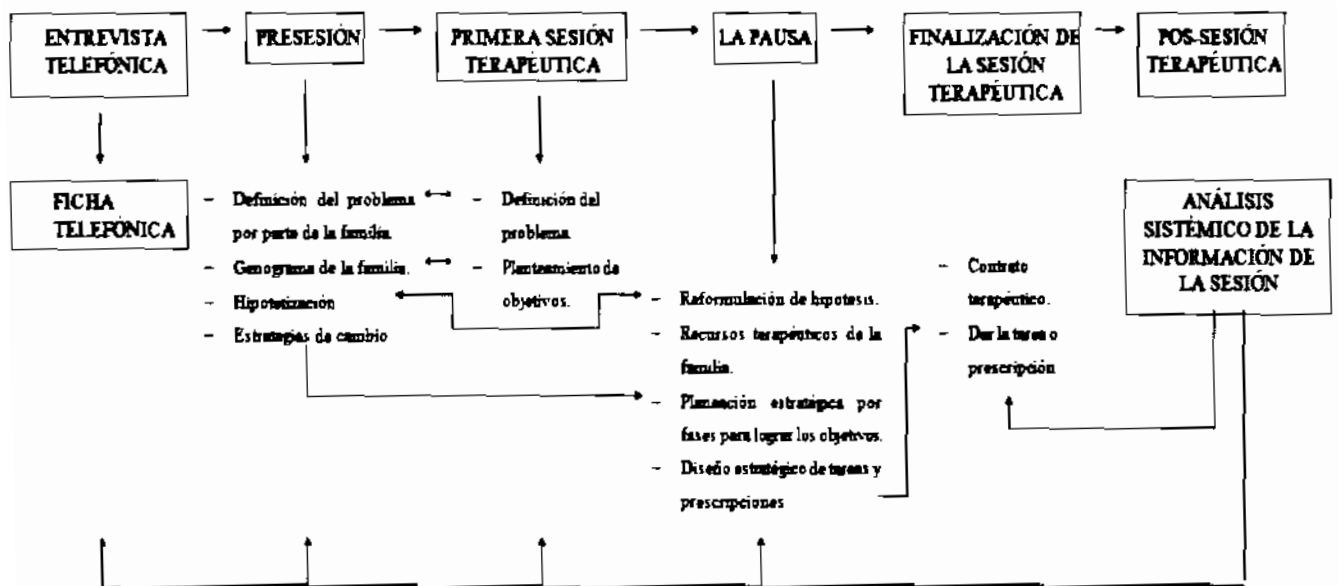 ENTREVISTA
TELEFÓNICA
PRESESIÓN
PRIMERA SESIÓN
TERAPÉUTICA
LA PAUSA
FINALIZACIÓN DE
LA SESIÓN
TERAPÉUTICA
POS-SESIÓN
TERAPÉUTICA
FICHA
TELEFÓNICA
– Definición del problema
por parte de la familia.
– Genograma de la familia.
– Hipotetización
– Estrategias de cambio
– Definición del
problema
– Planteamiento de
objetivos.
– Reformulación de hipotesis.
– Recursos terapéuticos de la
familia.
– Planeación estratégica por
fases para lograr los objetivos.
– Diseño estratégico de tareas y
prescripciones
– Contrato
terapéutico.
– Dar la tarea o
prescripción
ANÁLISIS
SISTÉMICO DE LA
INFORMACIÓN DE
LA SESIÓN